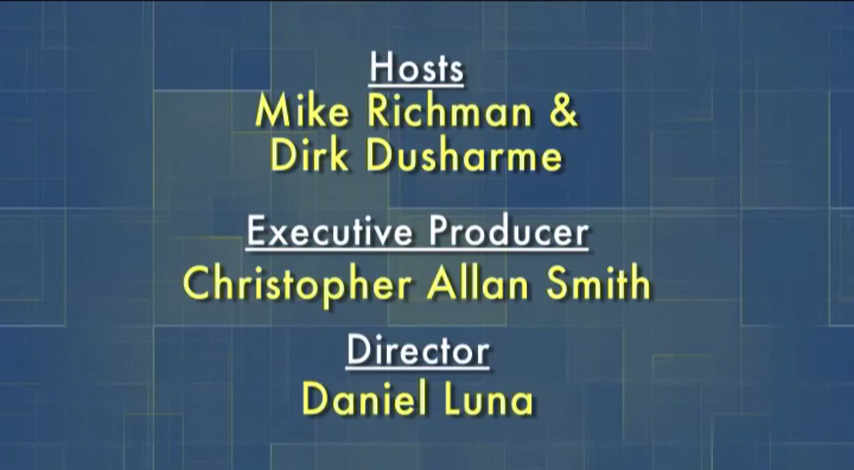 Hosts
Mike Richman &
Dirk Dusharme
Executive Producer
Christopher Allan Smith
Director
Daniel Luna